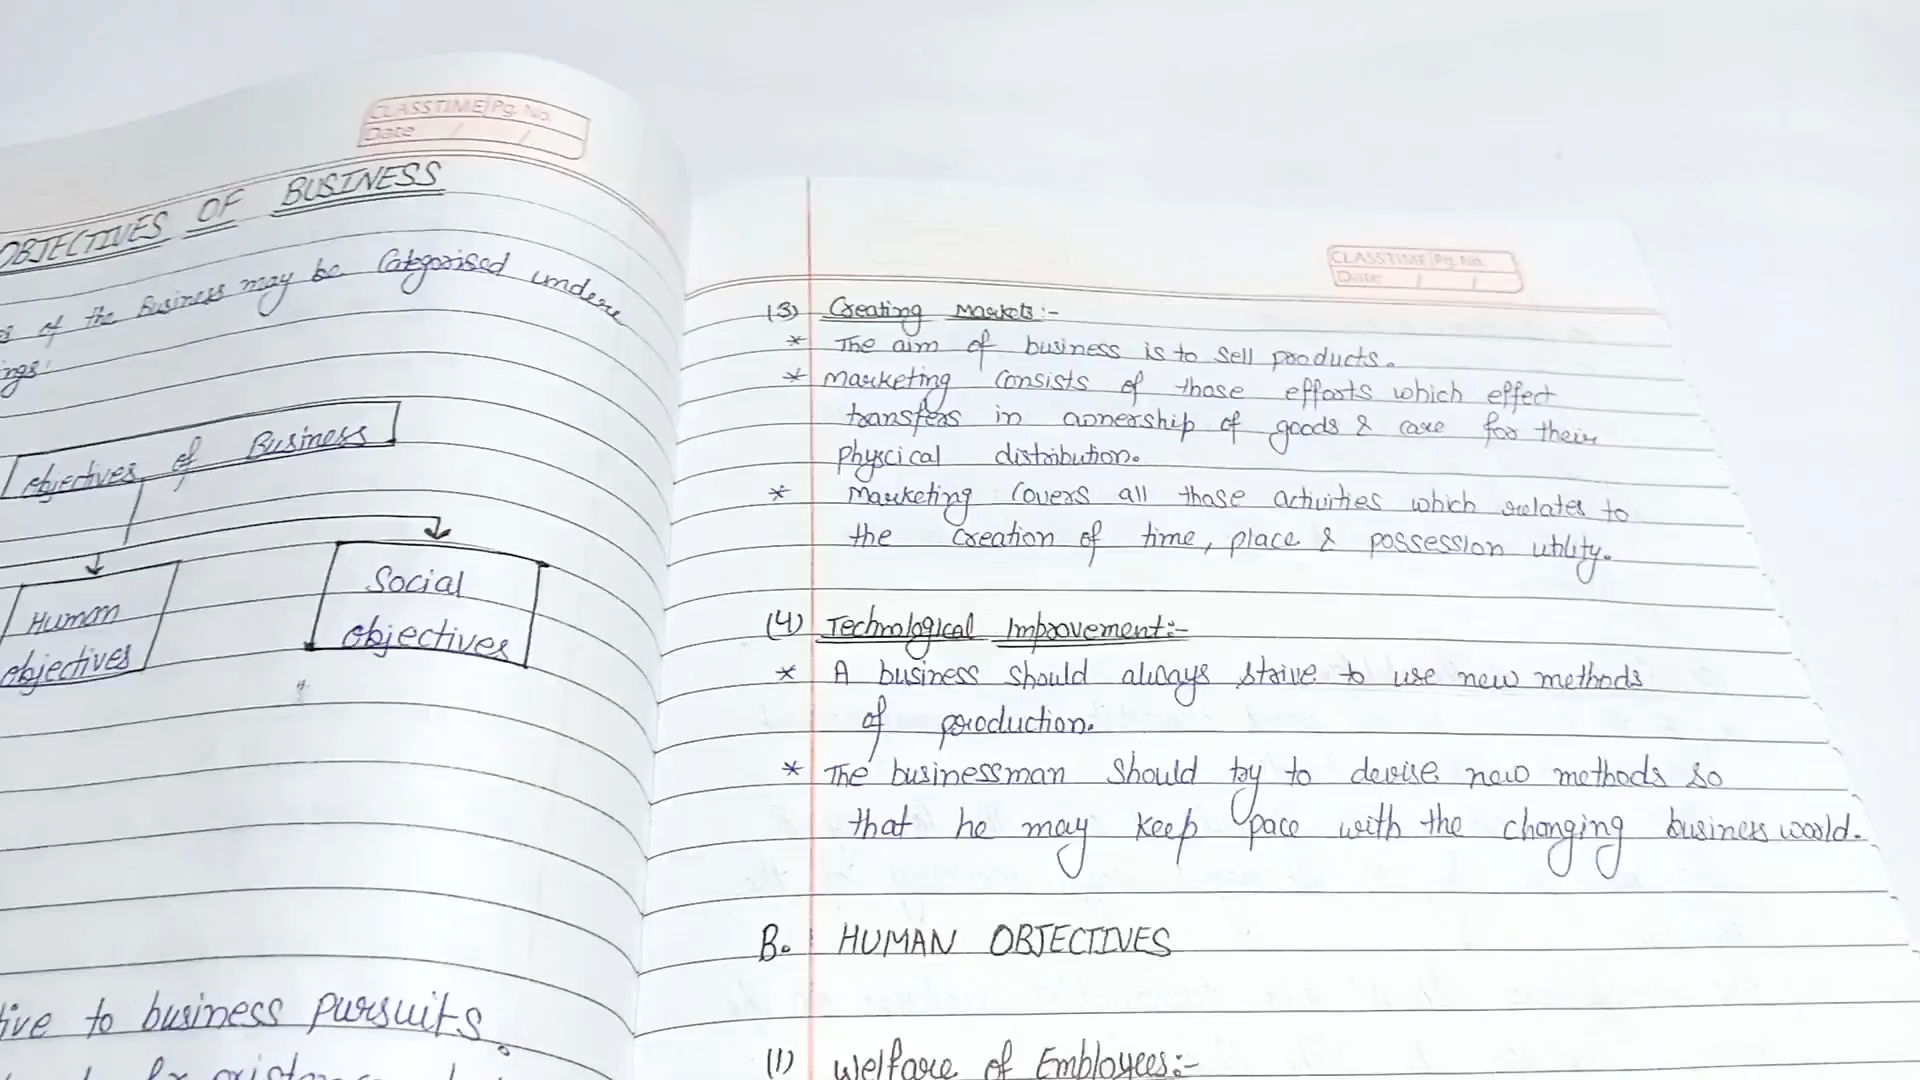 CLASSTIME Pg. No.
Date / /
OBJECTIVES OF BUSINESS
of the Business may be Categorised under
ngs:
Objectives of Business
Human
objectives
Social
objectives
tive to business pursuits.
CLASSTIME Pg. No.
Date / /
(3) Creating Markets:-
* The aim of business is to sell products.
* Marketing consists of those efforts which effect
transfers in ownership of goods & care for their
physcical distribution.
* Marketing Covers all those activities which relates to
the creation of time, place & possession utility.
(4) Technological Improvement:-
* A business should always strive to use new methods
of production.
* The businessman should try to devise new methods so
that he may keep pace with the changing business world.
B. HUMAN OBJECTIVES
(1) Welfare of Employees:-